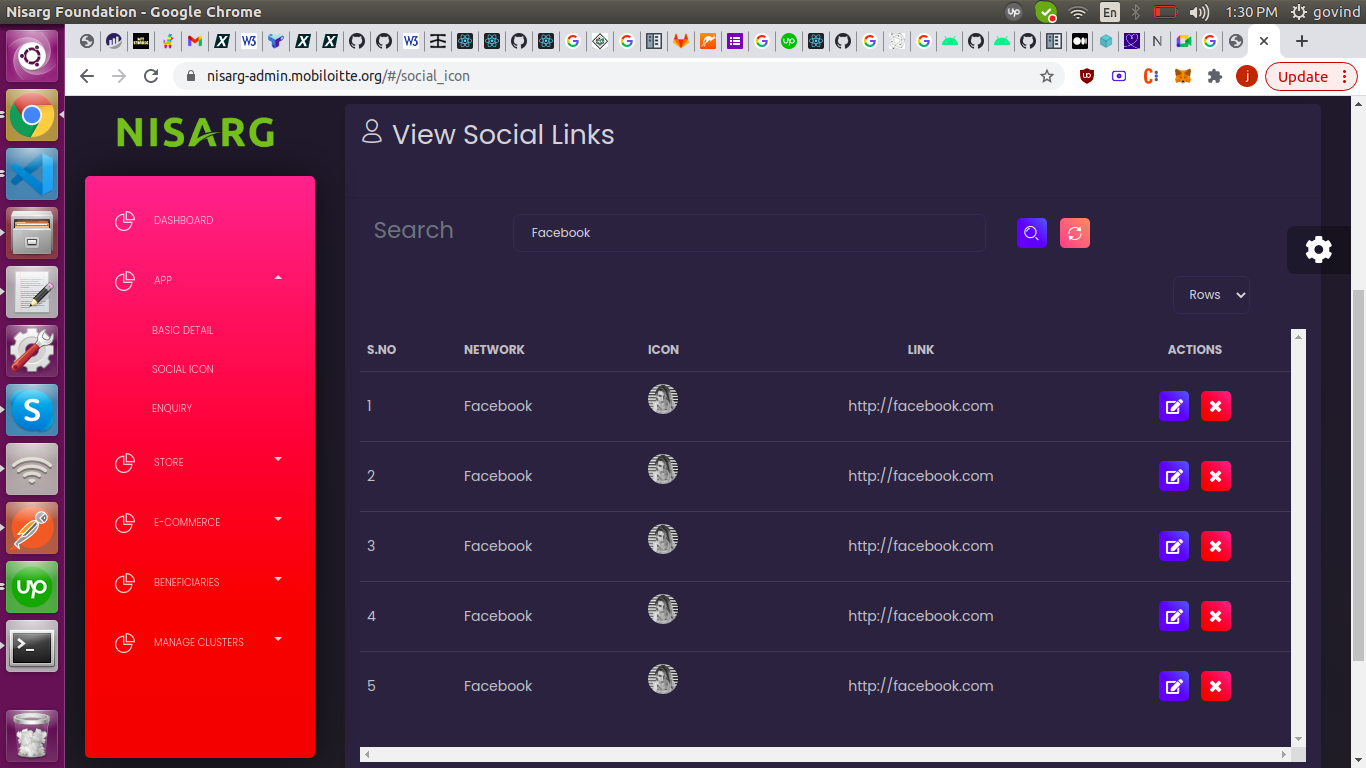 Nisarg Foundation - Google Chrome
En
1:30 PM
govind
nisarg-admin.mobiloitte.org/#/social_icon
Update
NISARG
View Social Links
DASHBOARD
APP
BASIC DETAIL
SOCIAL ICON
ENQUIRY
STORE
E-COMMERCE
BENEFICIARIES
MANAGE CLUSTERS
Search
Facebook
Rows
S.NO NETWORK ICON LINK ACTIONS
1 Facebook http://facebook.com
2 Facebook http://facebook.com
3 Facebook http://facebook.com
4 Facebook http://facebook.com
5 Facebook http://facebook.com